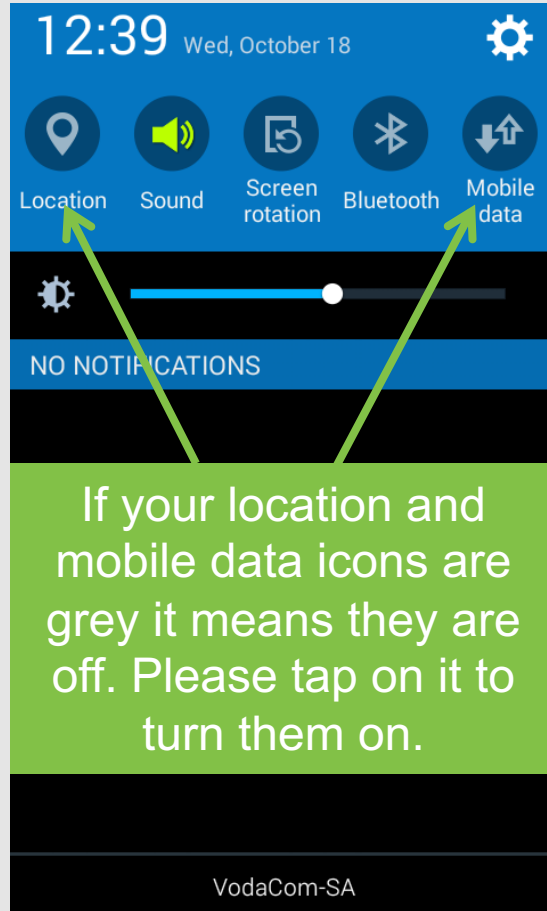 12:39 Wed, October 18
Location Sound Screen rotation Bluetooth Mobile data
NO NOTIFICATIONS
If your location and
mobile data icons are
grey it means they are
off. Please tap on it to
turn them on.
VodaCom-SA